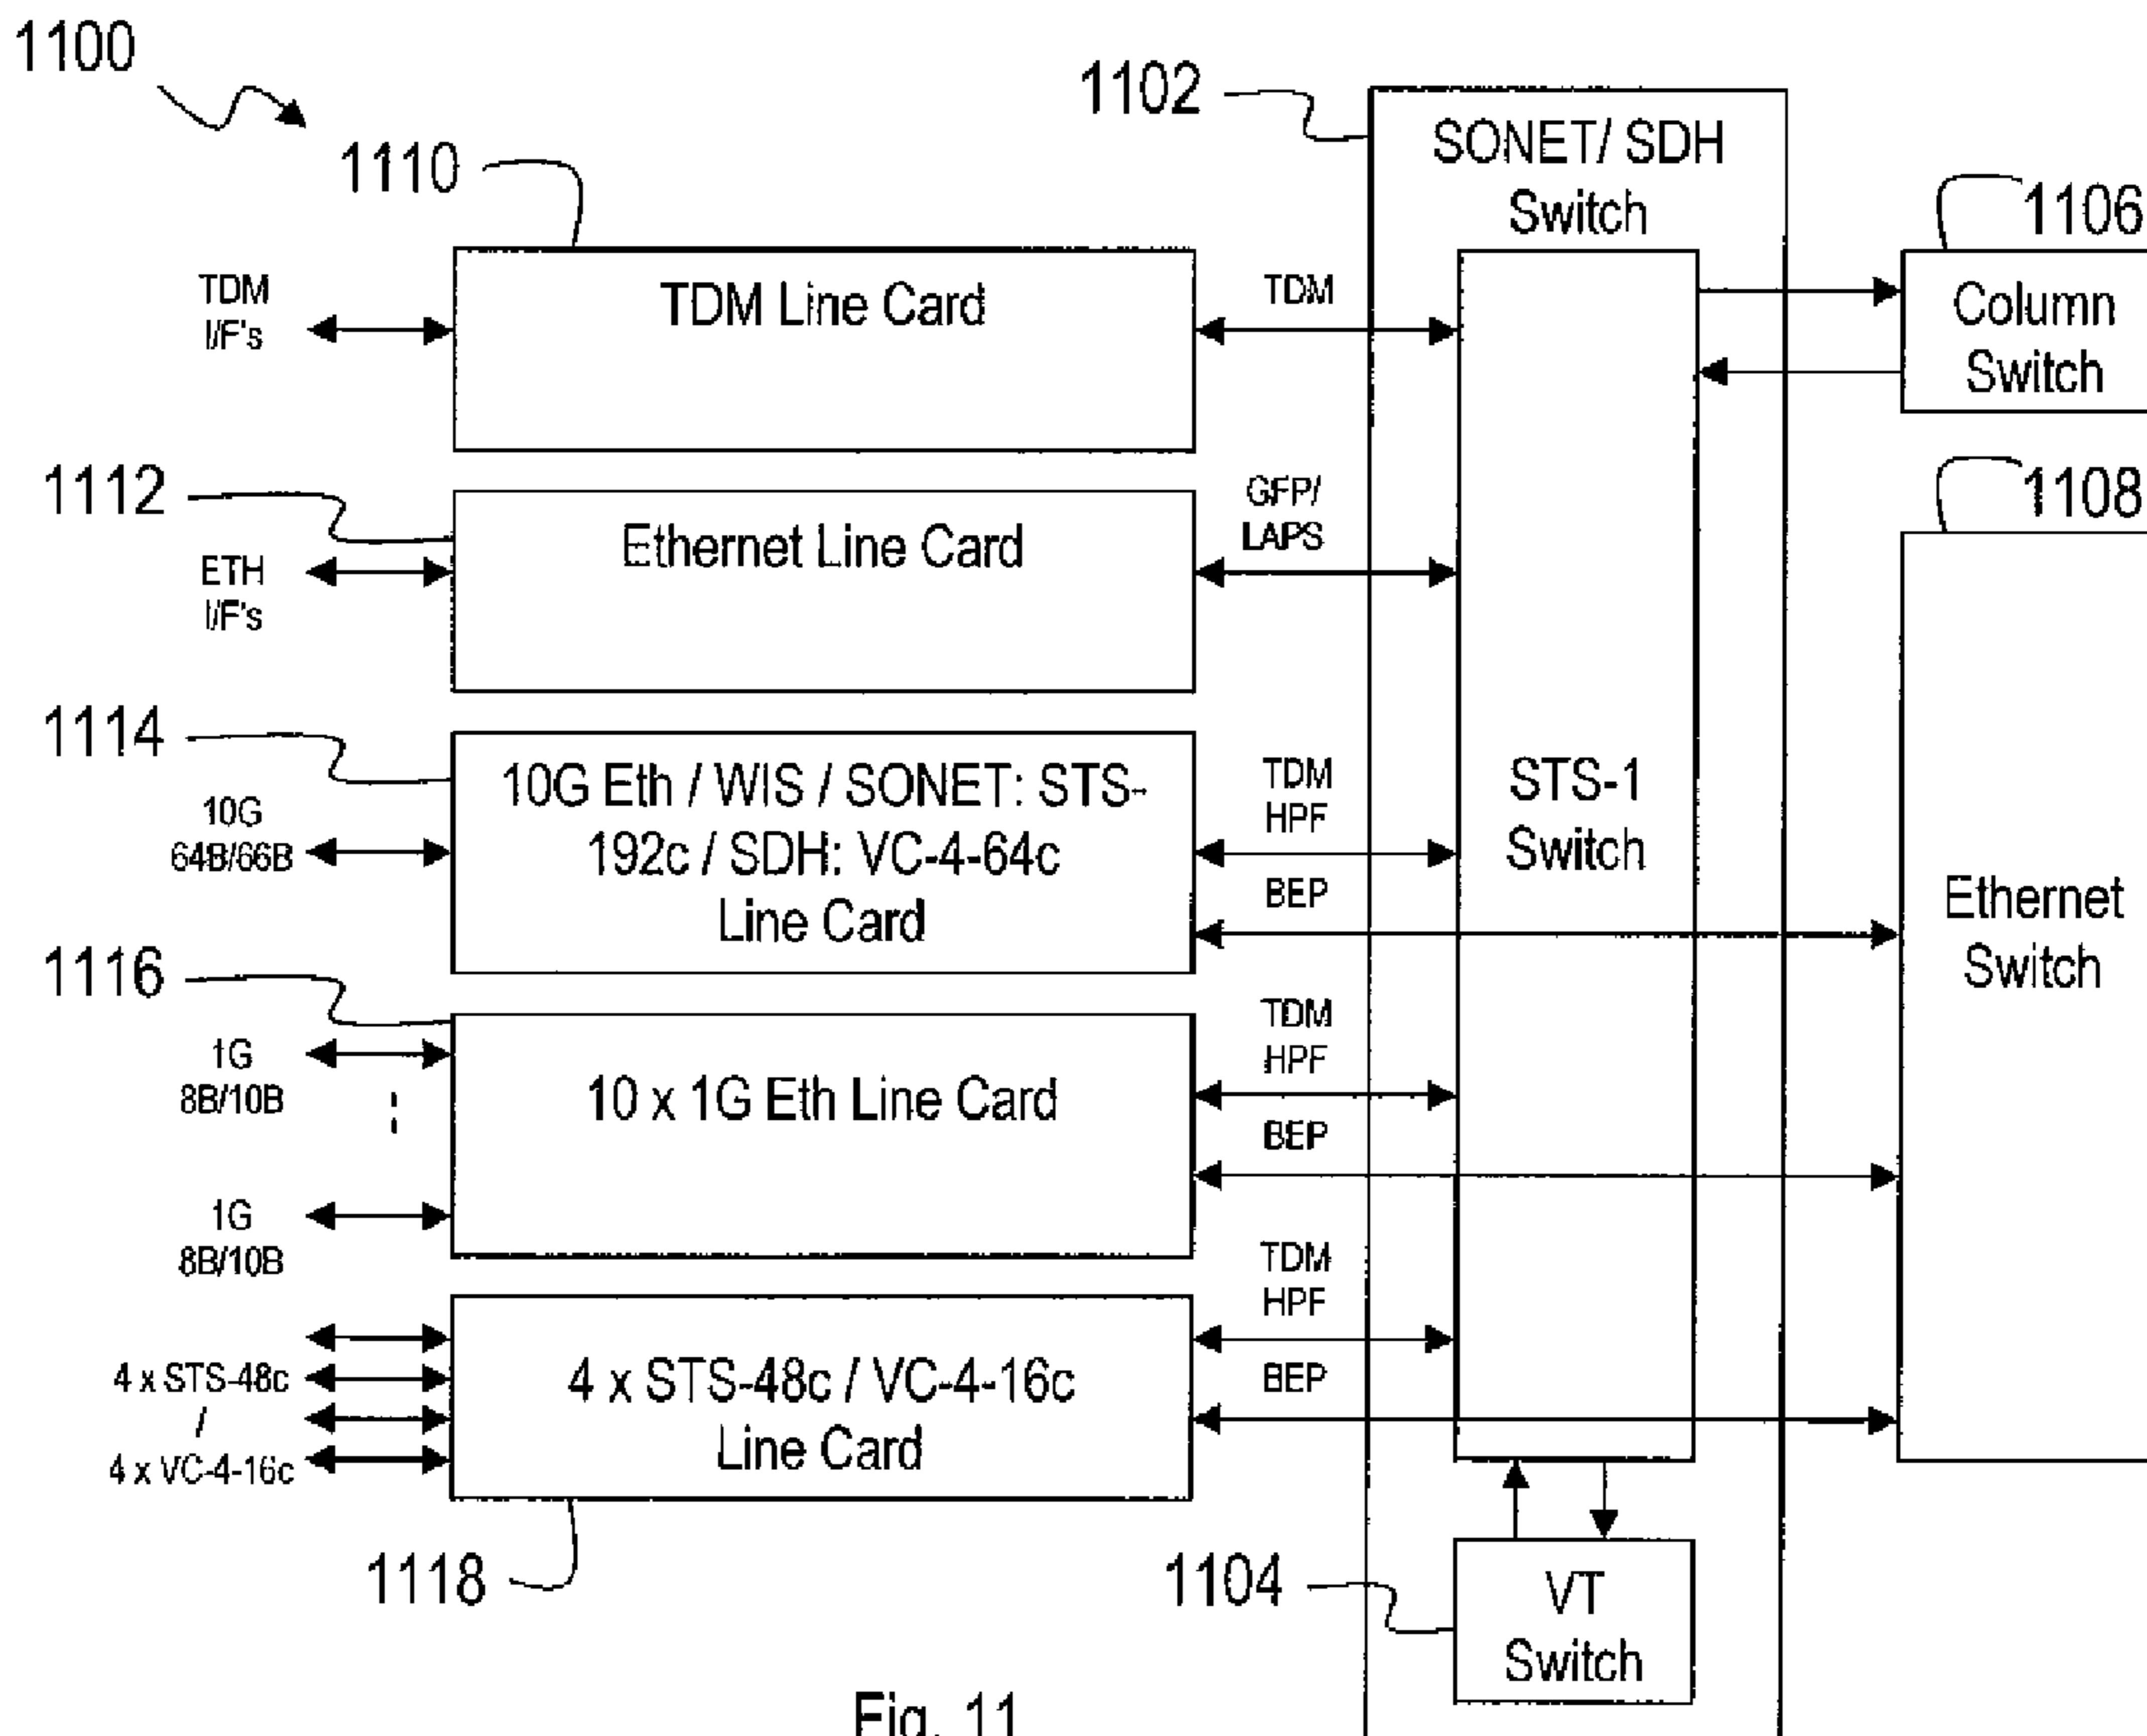 1100
1110
1102
SONET/ SDH
Switch
1106
TDM
I/F's
TDM Line Card
TDM
Column
Switch
1112
ETH
I/F's
Ethernet Line Card
GFP/
LAPS
1108
1114
10G
64B/66B
10G Eth / WIS / SONET: STS-
192c / SDH: VC-4-64c
Line Card
TDM
HPF
BEP
STS-1
Switch
Ethernet
Switch
1116
1G
8B/10B
1G
8B/10B
10 x 1G Eth Line Card
TDM
HPF
BEP
4 x STS-48c
/
4 x VC-4-16c
4 x STS-48c / VC-4-16c
Line Card
TDM
HPF
BEP
1118
1104
VT
Switch
Fig. 11